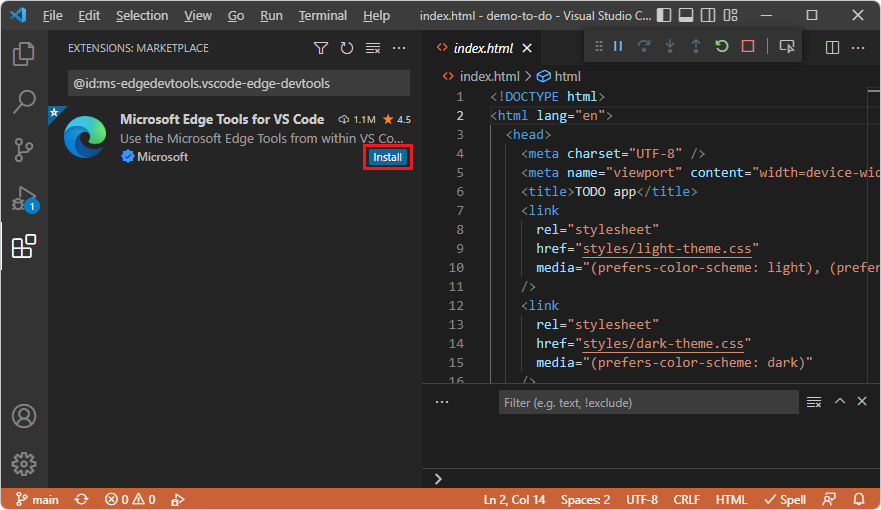 File Edit Selection View Go Run Terminal Help index.html - demo-to-do - Visual Studio C...
EXTENSIONS: MARKETPLACE
@id:ms-edgedevtools.vscode-edge-devtools
Microsoft Edge Tools for VS Code 1.1M 4.5
Use the Microsoft Edge Tools from within VS Co...
Microsoft
Install
1
index.html
index.html > html
1 <!DOCTYPE html>
2 <html lang="en">
3 <head>
4 <meta charset="UTF-8" />
5 <meta name="viewport" content="width=device-wid
6 <title>TODO app</title>
7 <link
8 rel="stylesheet"
9 href="styles/light-theme.css"
10 media="(prefers-color-scheme: light), (prefer
11 />
12 <link
13 rel="stylesheet"
14 href="styles/dark-theme.css"
15 media="(prefers-color-scheme: dark)"
16 />
Filter (e.g. text, !exclude)
main 0 0 Ln 2, Col 14 Spaces: 2 UTF-8 CRLF HTML Spell